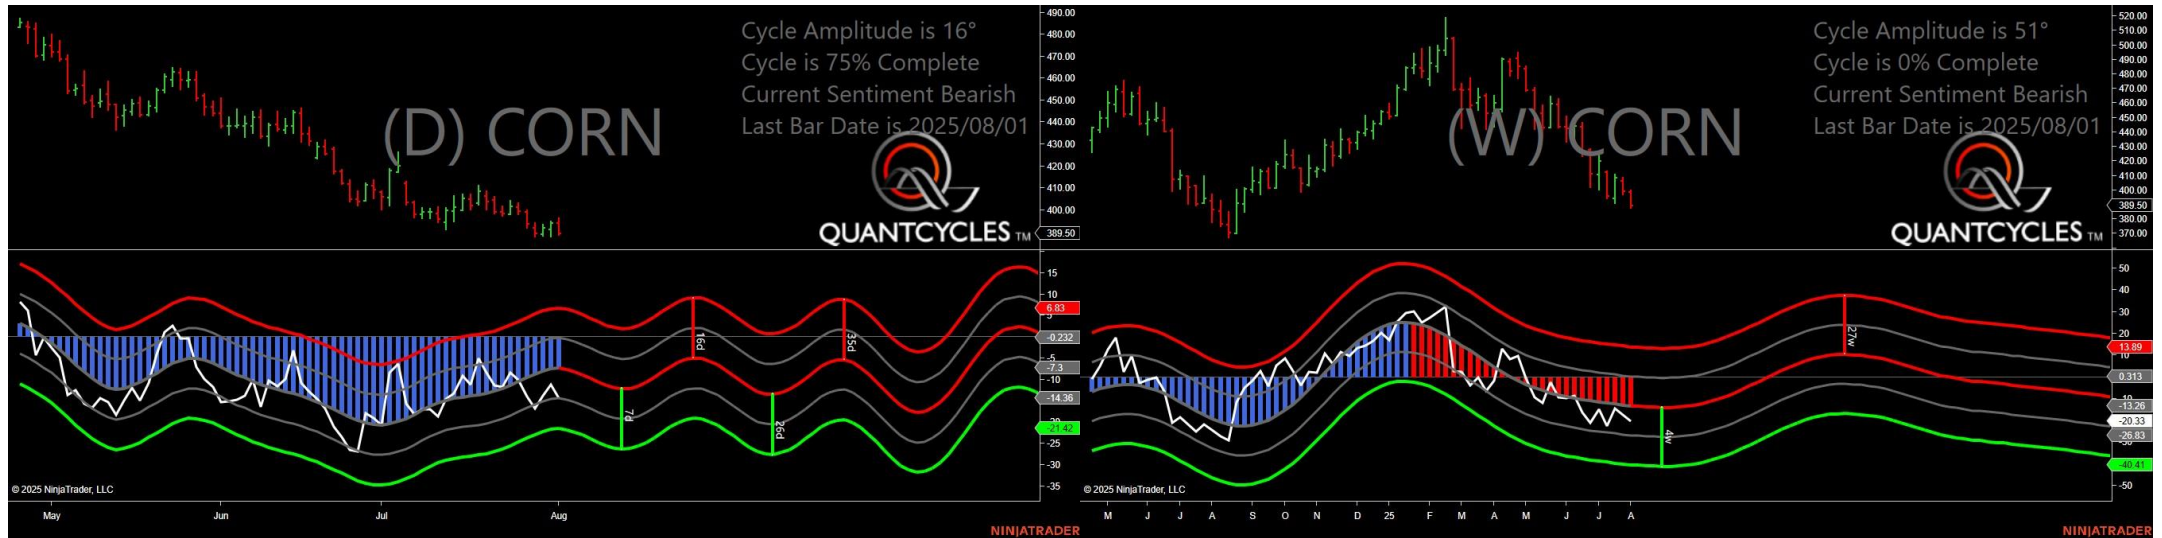 (D) CORN
Cycle Amplitude is 16°
Cycle is 75% Complete
Current Sentiment Bearish
Last Bar Date is 2025/08/01
QUANTCYCLES TM
490.00
480.00
470.00
460.00
450.00
440.00
430.00
420.00
410.00
400.00
389.50
15
10
6.83
5
-0.232
-5
-7.3
-10
-14.36
-20
-21.42
-25
-30
-35
7d
16d
26d
35d
© 2025 NinjaTrader, LLC
May Jun Jul Aug
NINJATRADER
(W) CORN
Cycle Amplitude is 51°
Cycle is 0% Complete
Current Sentiment Bearish
Last Bar Date is 2025/08/01
QUANTCYCLES TM
520.00
510.00
500.00
490.00
480.00
470.00
460.00
450.00
440.00
430.00
420.00
410.00
400.00
389.50
380.00
370.00
50
40
30
20
13.89
10
0.313
-13.26
-20.33
-26.83
-40.41
-50
4w
27w
© 2025 NinjaTrader, LLC
M J J A S O N D 25 F M A M J J A
NINJATRADER